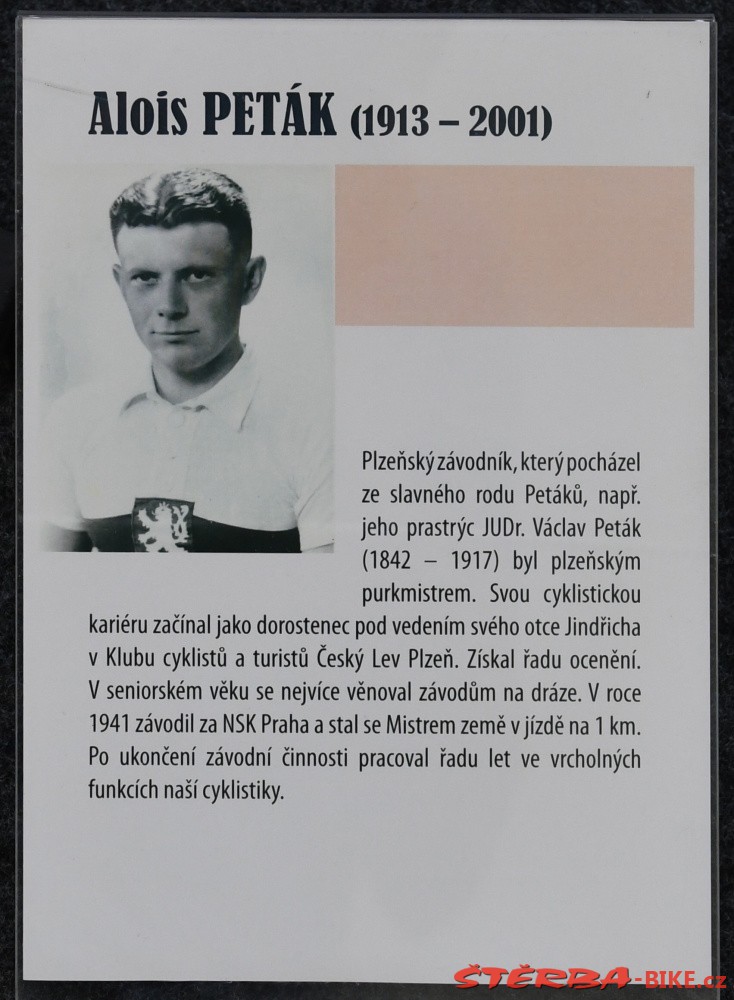 Alois PETÁK (1913 – 2001)
Plzeňský závodník, který pocházel
ze slavného rodu Petáků, např.
jeho prastrýc JUDr. Václav Peták
(1842 – 1917) byl plzeňským
purkmistrem. Svou cyklistickou
kariéru začínal jako dorostenec pod vedením svého otce Jindřicha
v Klubu cyklistů a turistů Český Lev Plzeň. Získal řadu ocenění.
V seniorském věku se nejvíce věnoval závodům na dráze. V roce
1941 závodil za NSK Praha a stal se Mistrem země v jízdě na 1 km.
Po ukončení závodní činnosti pracoval řadu let ve vrcholných
funkcích naší cyklistiky.
ŠTĚRBA-BIKE.cz